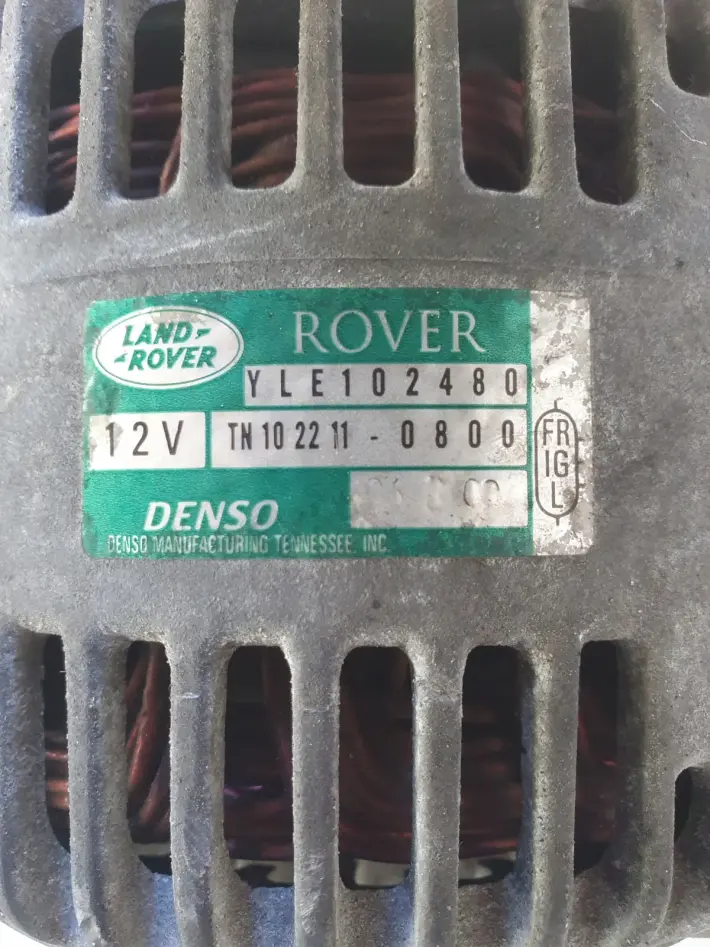 LAND-
-ROVER
ROVER
YLE102480
12V
TN 10 22 11 - 0800
FR
IG
L
DENSO
DENSO MANUFACTURING TENNESSEE, INC.